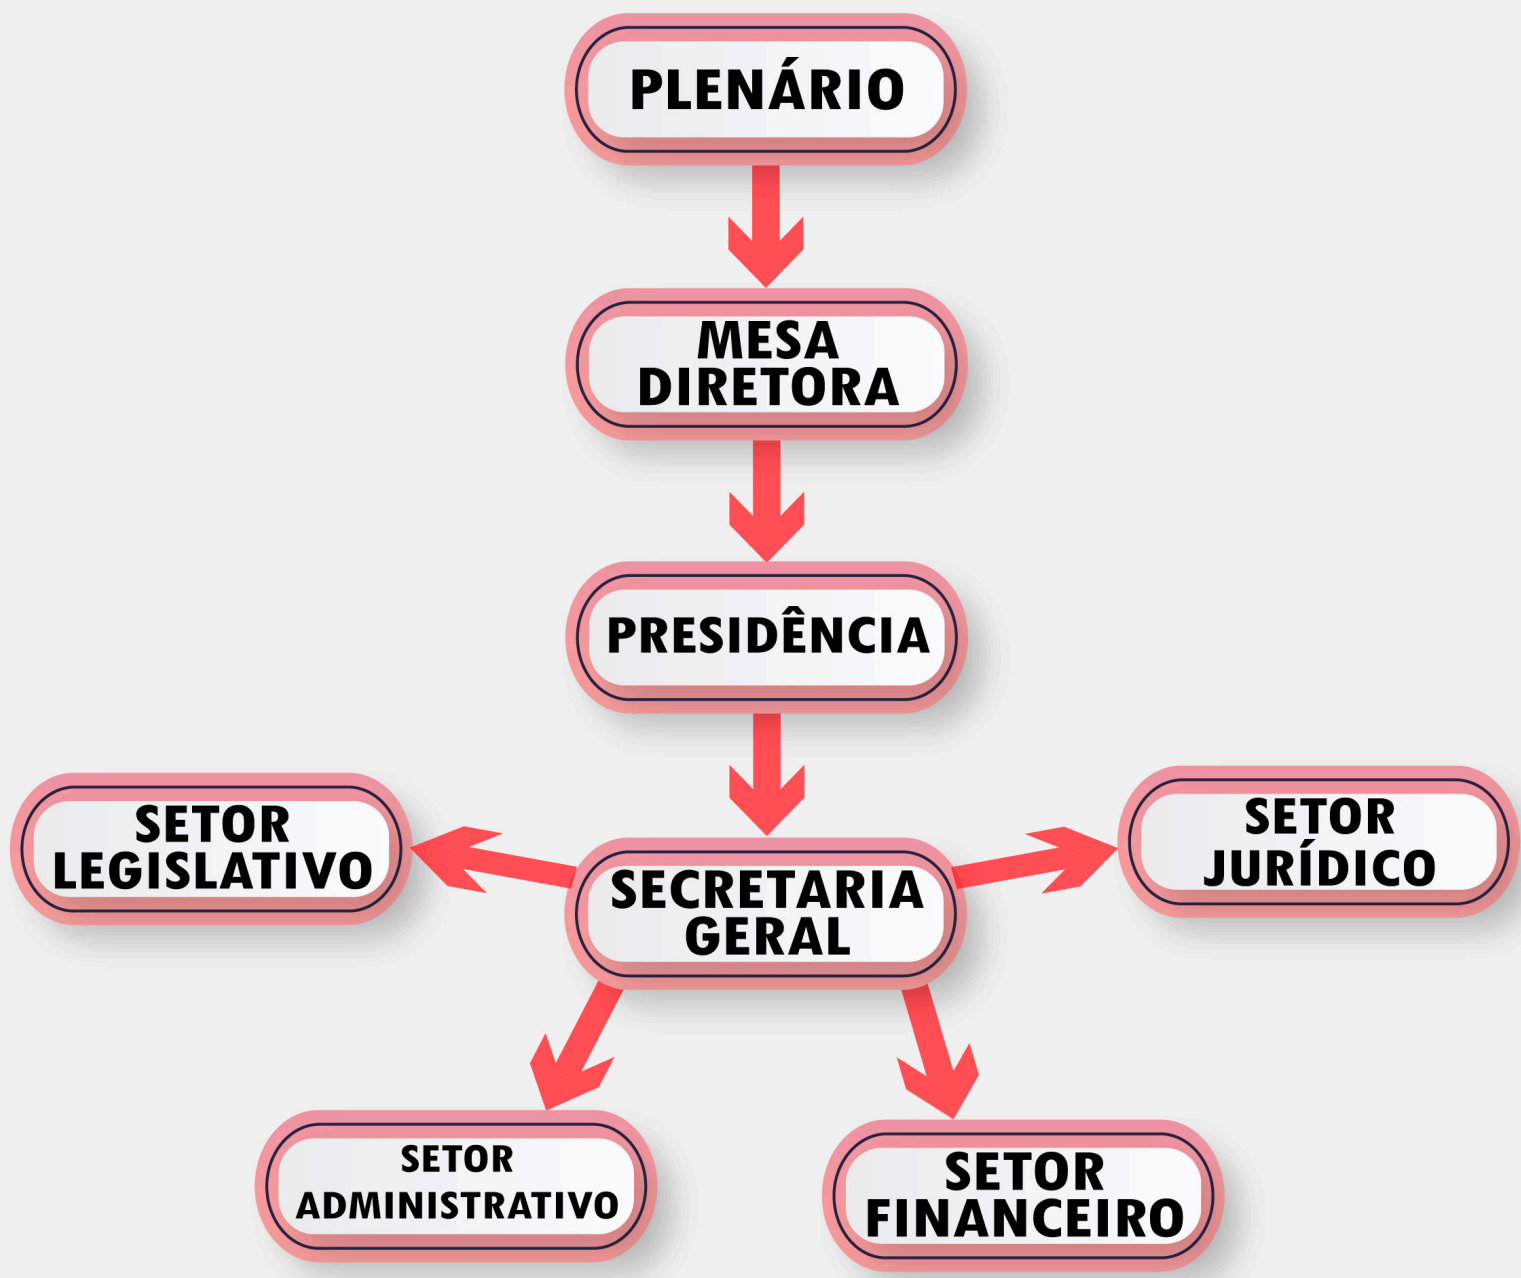 PLENÁRIO
MESA
DIRETORA
PRESIDÊNCIA
SETOR
LEGISLATIVO
SECRETARIA
GERAL
SETOR
JURÍDICO
SETOR
ADMINISTRATIVO
SETOR
FINANCEIRO